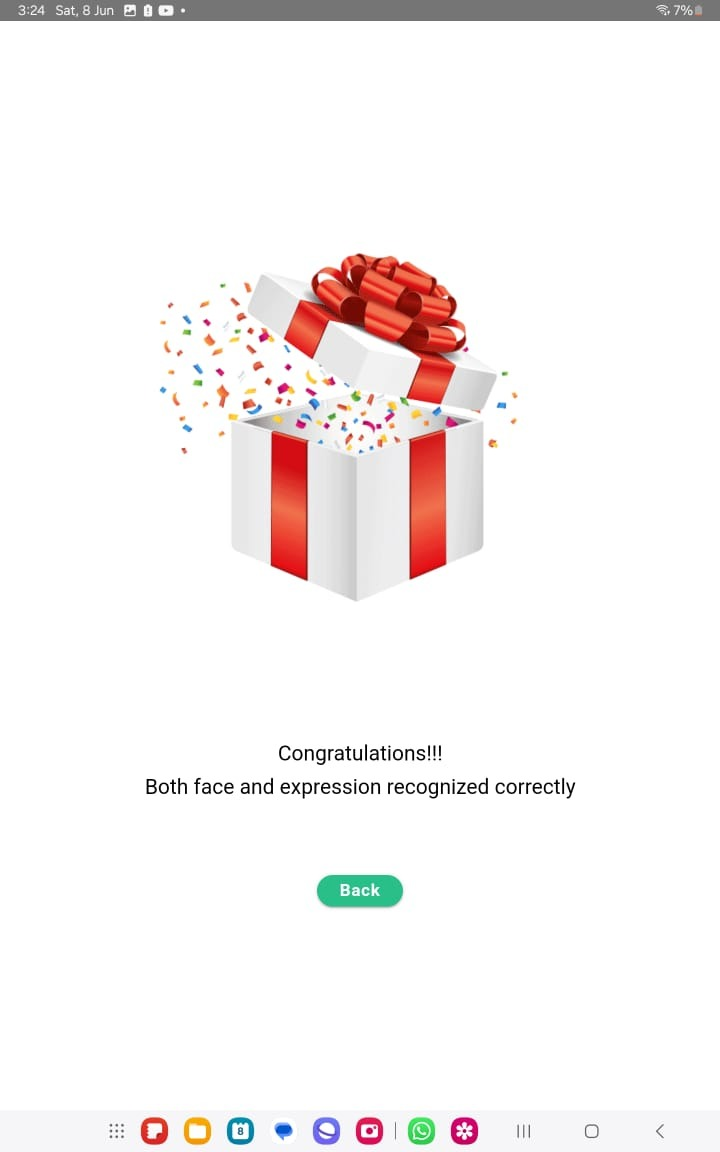 3:24 Sat, 8 Jun 7%
Congratulations!!!
Both face and expression recognized correctly
Back
8